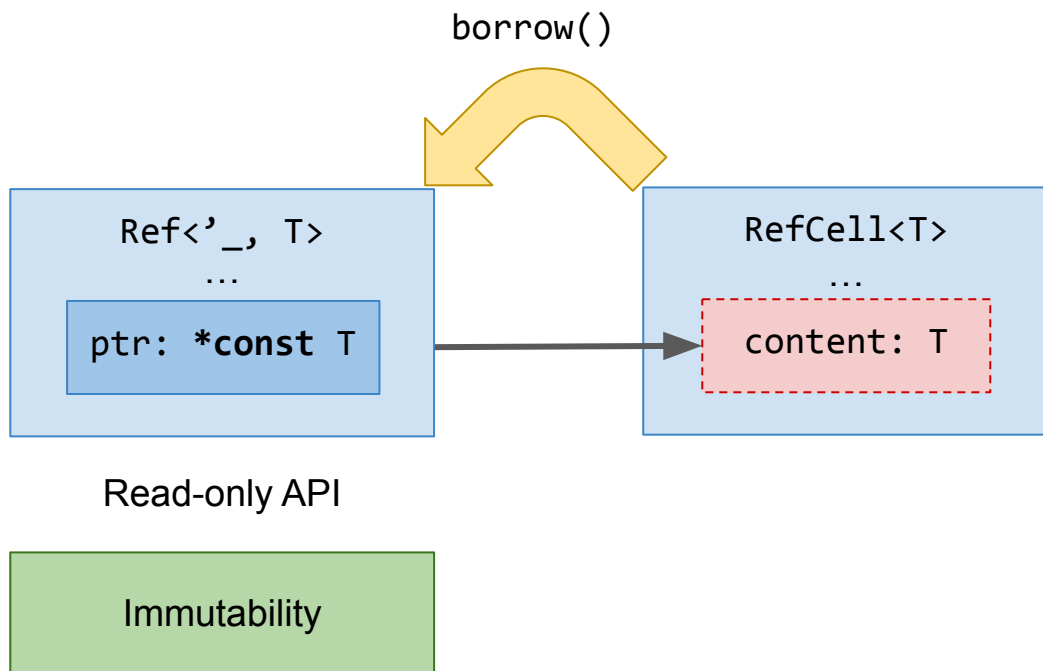 borrow()
Ref<’_, T>
...
ptr: *const T
RefCell<T>
...
content: T
Read-only API
Immutability